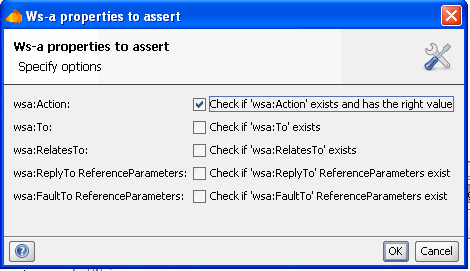 Ws-a properties to assert
Ws-a properties to assert
Specify options
wsa:Action: Check if 'wsa:Action' exists and has the right value
wsa:To: Check if 'wsa:To' exists
wsa:RelatesTo: Check if 'wsa:RelatesTo' exists
wsa:ReplyTo ReferenceParameters: Check if 'wsa:ReplyTo' ReferenceParameters exist
wsa:FaultTo ReferenceParameters: Check if 'wsa:FaultTo' ReferenceParameters exist
? OK Cancel